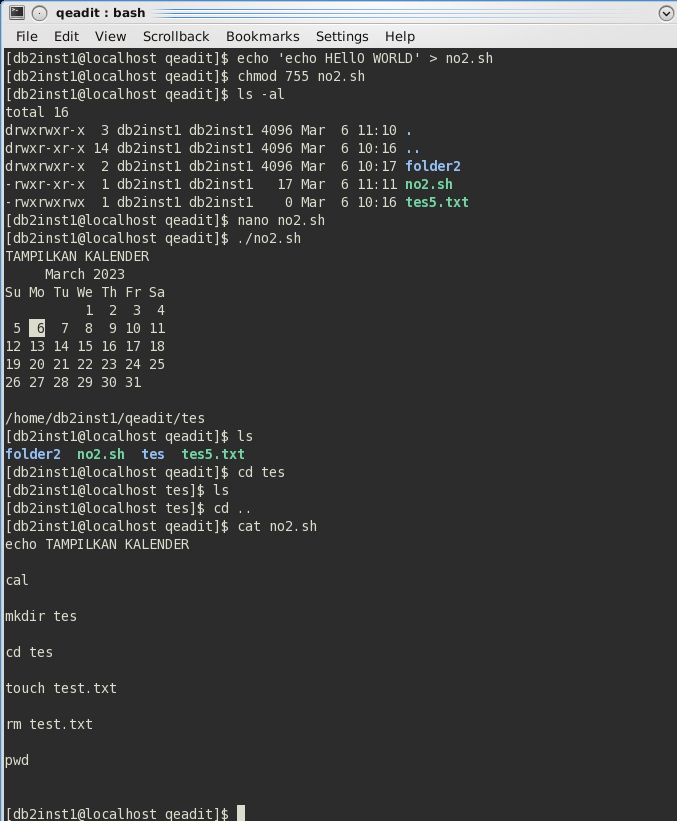 qeadit : bash
File Edit View Scrollback Bookmarks Settings Help
[db2inst1@localhost qeadit]$ echo 'echo HEllO WORLD' > no2.sh
[db2inst1@localhost qeadit]$ chmod 755 no2.sh
[db2inst1@localhost qeadit]$ ls -al
total 16
drwxrwxr-x  3 db2inst1 db2inst1 4096 Mar  6 11:10 .
drwxr-xr-x 14 db2inst1 db2inst1 4096 Mar  6 10:16 ..
drwxrwxr-x  2 db2inst1 db2inst1 4096 Mar  6 10:17 folder2
-rwxr-xr-x  1 db2inst1 db2inst1   17 Mar  6 11:11 no2.sh
-rwxrwxrwx  1 db2inst1 db2inst1    0 Mar  6 10:16 tes5.txt
[db2inst1@localhost qeadit]$ nano no2.sh
[db2inst1@localhost qeadit]$ ./no2.sh
TAMPILKAN KALENDER
     March 2023
Su Mo Tu We Th Fr Sa
          1  2  3  4
 5  6  7  8  9 10 11
12 13 14 15 16 17 18
19 20 21 22 23 24 25
26 27 28 29 30 31
/home/db2inst1/qeadit/tes
[db2inst1@localhost qeadit]$ ls
folder2  no2.sh  tes  tes5.txt
[db2inst1@localhost qeadit]$ cd tes
[db2inst1@localhost tes]$ ls
[db2inst1@localhost tes]$ cd ..
[db2inst1@localhost qeadit]$ cat no2.sh
echo TAMPILKAN KALENDER
cal
mkdir tes
cd tes
touch test.txt
rm test.txt
pwd
[db2inst1@localhost qeadit]$